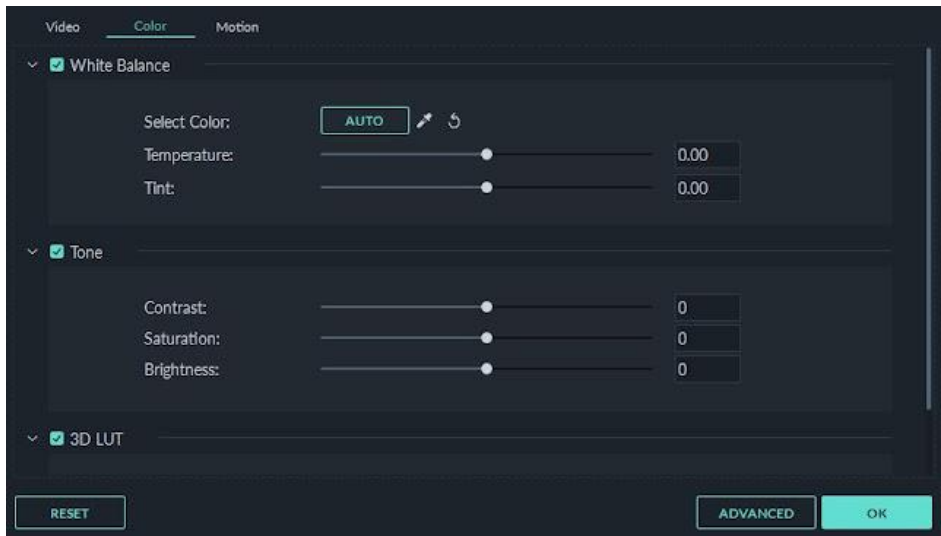 Video Color Motion
White Balance
Select Color: AUTO
Temperature: 0.00
Tint: 0.00
Tone
Contrast: 0
Saturation: 0
Brightness: 0
3D LUT
RESET ADVANCED OK